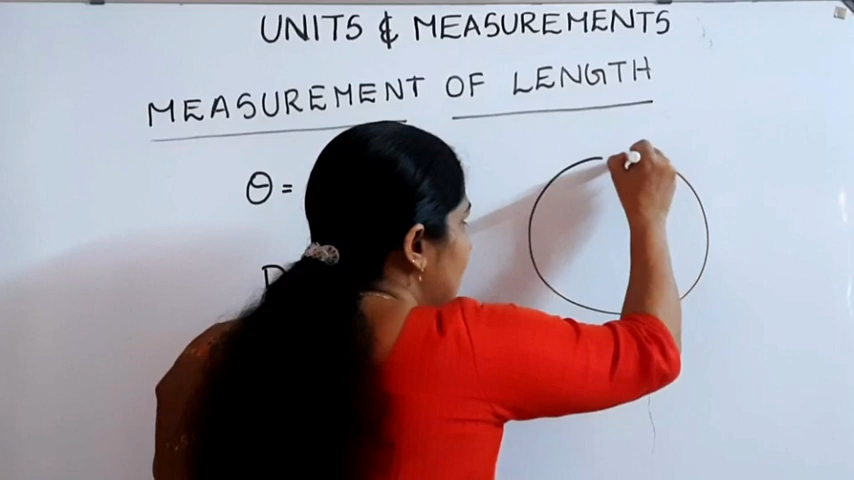 UNITS & MEASUREMENTS
MEASUREMENT OF LENGTH
θ =
D